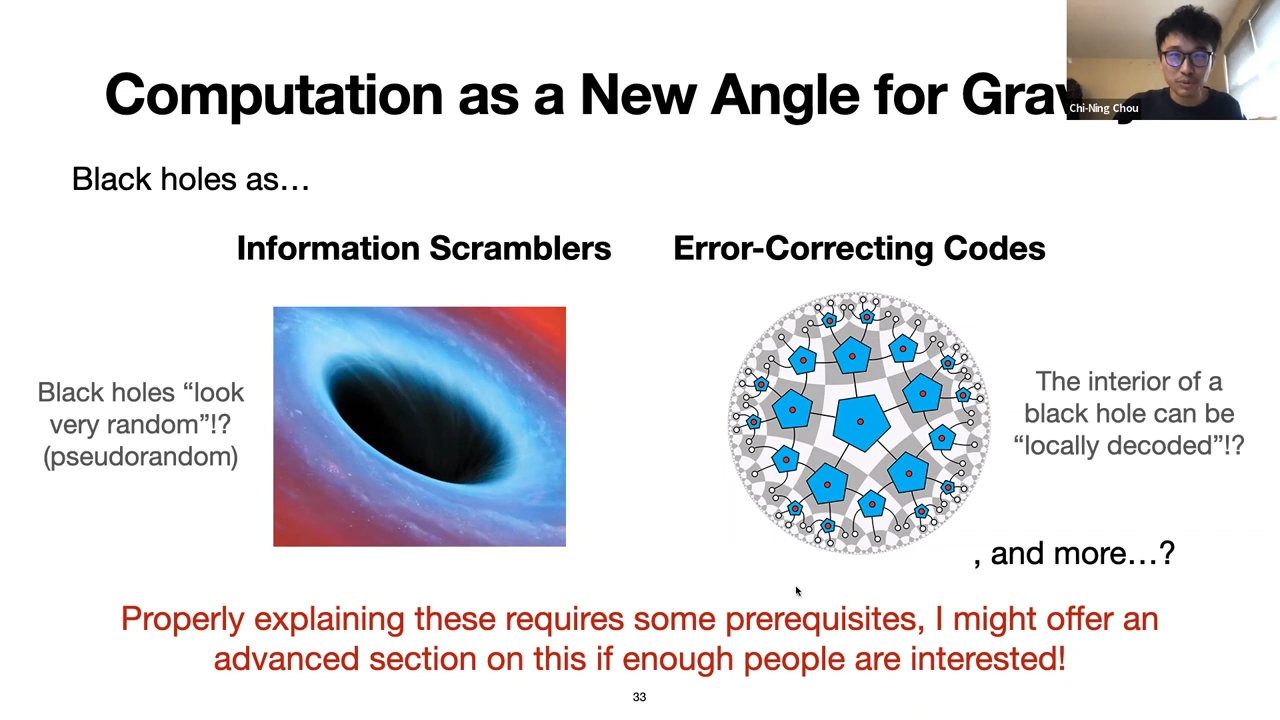 Computation as a New Angle for
Chi-Ning Chou
Black holes as…
Information Scramblers
Error-Correcting Codes
Black holes “look
very random”!?
(pseudorandom)
The interior of a
black hole can be
“locally decoded”!?
, and more…?
Properly explaining these requires some prerequisites, I might offer an
advanced section on this if enough people are interested!
33